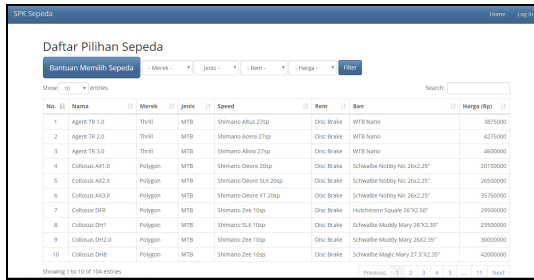 SPK Sepeda Home Log in
Daftar Pilihan Sepeda
Bantuan Memilih Sepeda - Merek - - Jenis - - Rem - - Harga - Filter
Show 10 entries Search:
No. Nama Merek Jenis Speed Rem Ban Harga (Rp)
1 Agent TR 1.0 Thrill MTB Shimano Altus 27sp Disc Brake WTB Nano 3875000
2 Agent TR 2.0 Thrill MTB Shimano Acera 27sp Disc Brake WTB Nano 4275000
3 Agent TR 3.0 Thrill MTB Shimano Alivio 27sp Disc Brake WTB Nano 4600000
4 Collosus AX1.0 Polygon MTB Shimano Deore 20sp Disc Brake Schwalbe Nobby Nic 26x2.25" 20150000
5 Collosus AX2.0 Polygon MTB Shimano Deore SLX 20sp Disc Brake Schwalbe Nobby Nic 26x2.25" 26500000
6 Collosus AX3.0 Polygon MTB Shimano Deore XT 20sp Disc Brake Schwalbe Nobby Nic 26x2.25" 35750000
7 Collosus DFR Polygon MTB Shimano Zee 10sp Disc Brake Hutchinson Squale 26"X2.50" 29500000
8 Collosus DH1 Polygon MTB Shimano SLX 10sp Disc Brake Schwalbe Muddy Mary 26"X2.35" 23500000
9 Collosus DH2.0 Polygon MTB Shimano Zee 10sp Disc Brake Schwalbe Muddy Mary 26X2.35" 30000000
10 Collosus DH8 Polygon MTB Shimano Zee 10sp Disc Brake Schwalbe Magic Mary 27.5"X2.35" 42000000
Showing 1 to 10 of 104 entries Previous 1 2 3 4 5 ... 11 Next